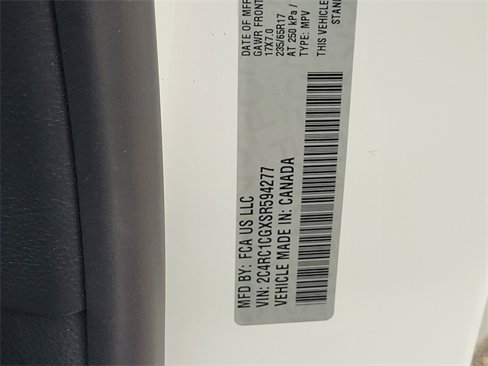 MFD BY: FCA US LLC
VIN: 2C4RC1CGXSR594277
VEHICLE MADE IN: CANADA
DATE OF MFR
GAWR FRONT
17X7.0
235/65R17
AT 250 kPa /
TYPE: MPV
THIS VEHICLE
STAN